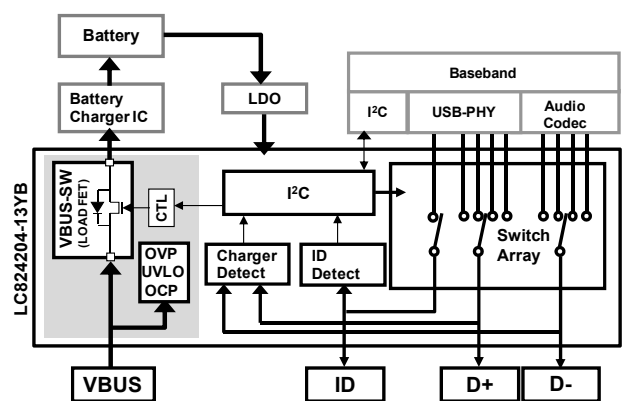 Battery
Baseband
Battery
Charger IC
LDO
I²C
USB-PHY
Audio
Codec
LC824204-13YB
VBUS-SW
(LOAD FET)
CTL
I²C
OVP
UVLO
OCP
Charger
Detect
ID
Detect
Switch
Array
VBUS
ID
D+
D-